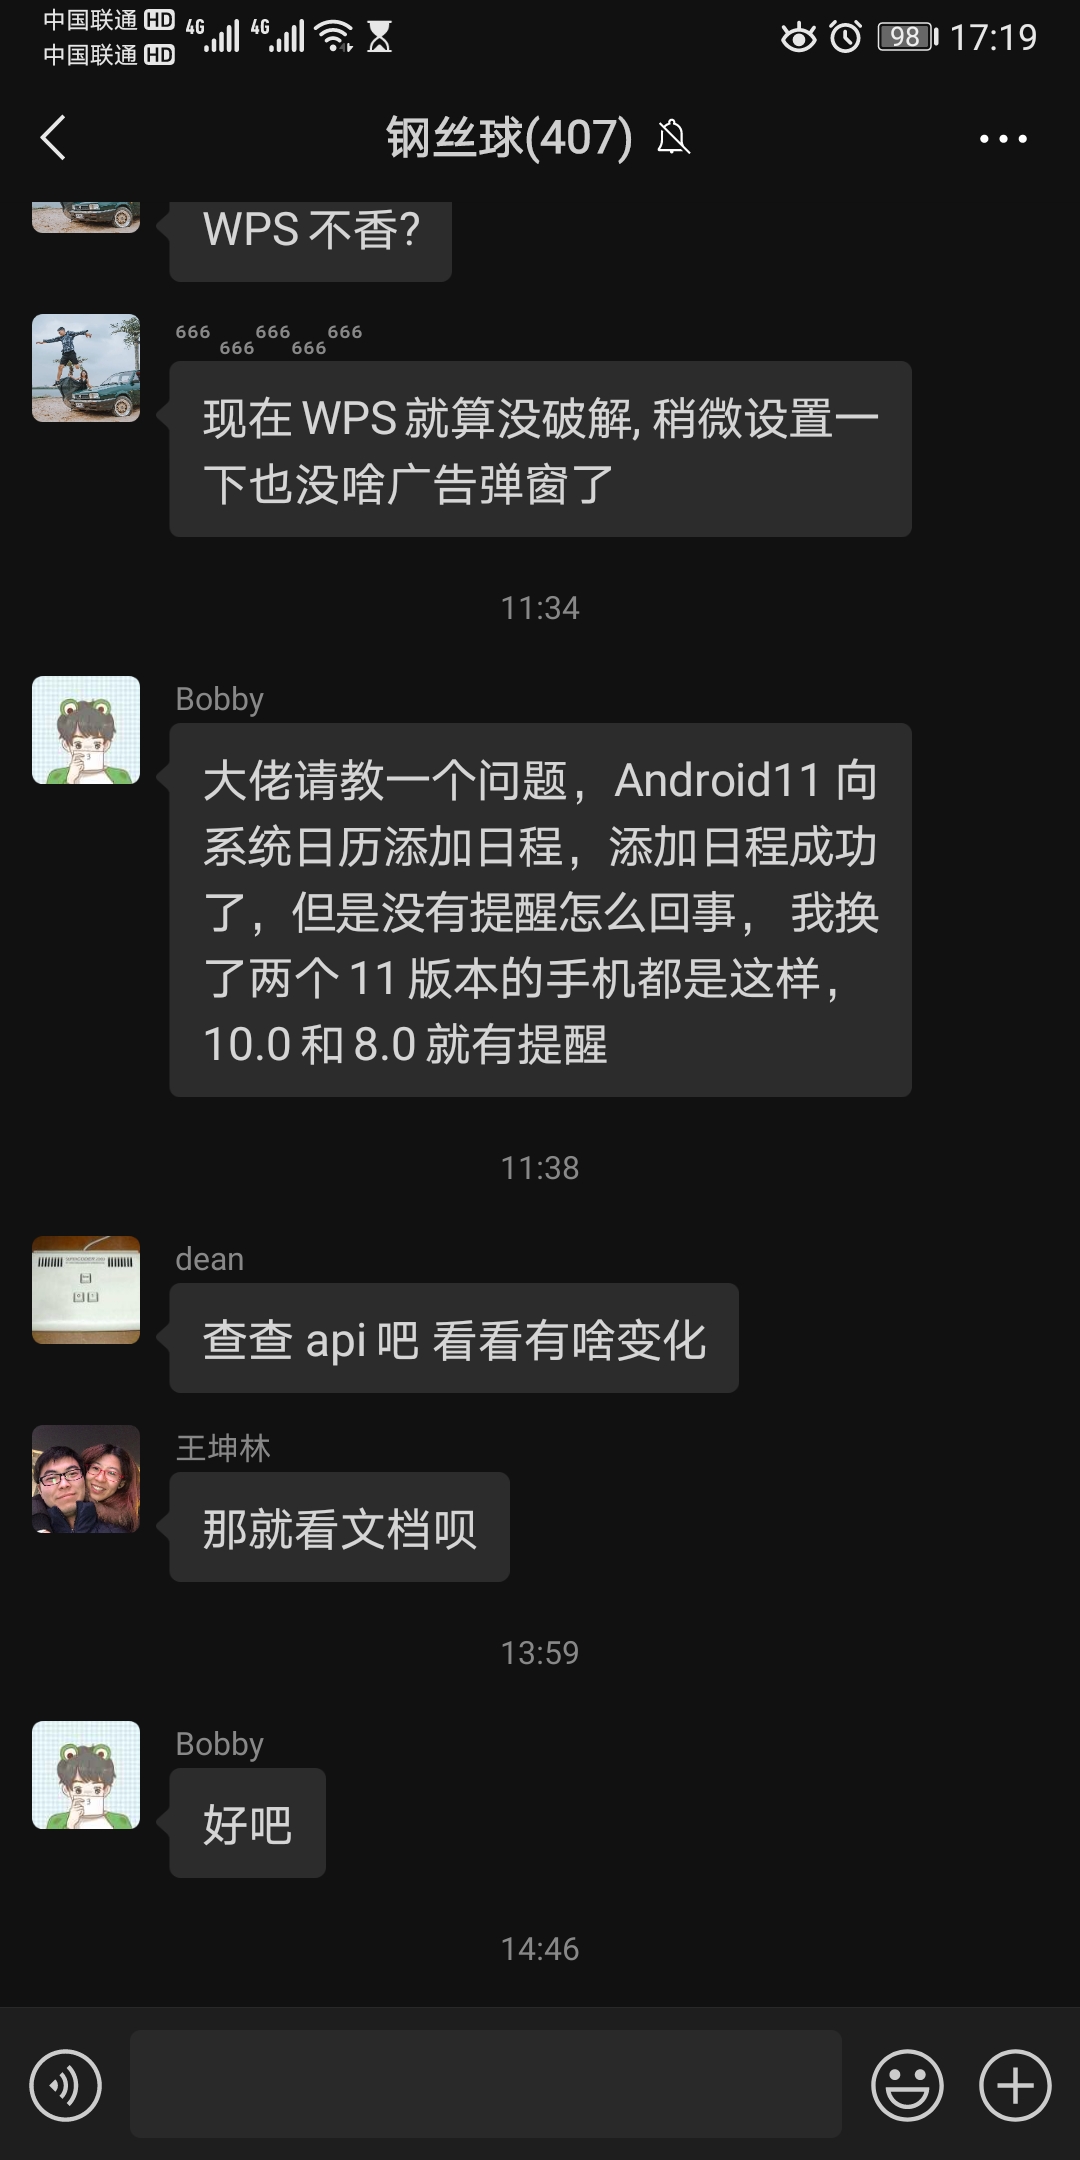 中国联通 HD 4G 4G 98 17:19
中国联通 HD
钢丝球(407)
WPS 不香?
666 666 666 666 666
现在 WPS 就算没破解, 稍微设置一
下也没啥广告弹窗了
11:34
Bobby
大佬请教一个问题，Android11 向
系统日历添加日程，添加日程成功
了，但是没有提醒怎么回事， 我换
了两个 11 版本的手机都是这样，
10.0 和 8.0 就有提醒
11:38
dean
查查 api 吧 看看有啥变化
王坤林
那就看文档呗
13:59
Bobby
好吧
14:46